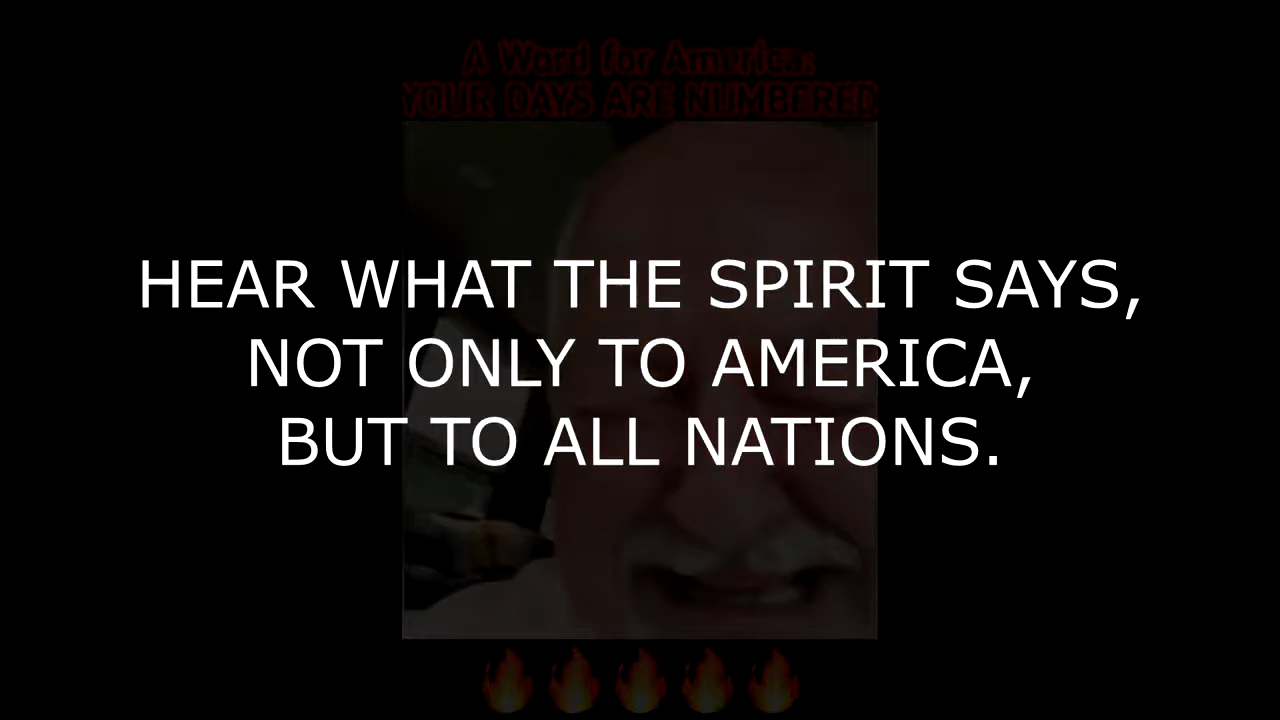 A Word for America:
YOUR DAYS ARE NUMBERED
HEAR WHAT THE SPIRIT SAYS,
NOT ONLY TO AMERICA,
BUT TO ALL NATIONS.